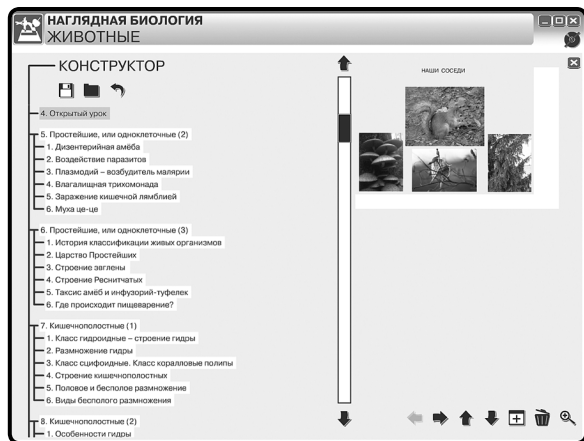 НАГЛЯДНАЯ БИОЛОГИЯ
ЖИВОТНЫЕ
КОНСТРУКТОР
4. Открытый урок
5. Простейшие, или одноклеточные (2)
1. Дизентерийная амёба
2. Воздействие паразитов
3. Плазмодий – возбудитель малярии
4. Влагалищная трихомонада
5. Заражение кишечной лямблией
6. Муха це-це
6. Простейшие, или одноклеточные (3)
1. История классификации живых организмов
2. Царство Простейших
3. Строение эвглены
4. Строение Реснитчатых
5. Таксис амёб и инфузорий-туфелек
6. Где происходит пищеварение?
7. Кишечнополостные (1)
1. Класс гидроидные – строение гидры
2. Размножение гидры
3. Класс сцифоидные. Класс коралловые полипы
4. Строение кишечнополостных
5. Половое и бесполое размножение
6. Виды бесполого размножения
8. Кишечнополостные (2)
1. Особенности гидры
НАШИ СОСЕДИ